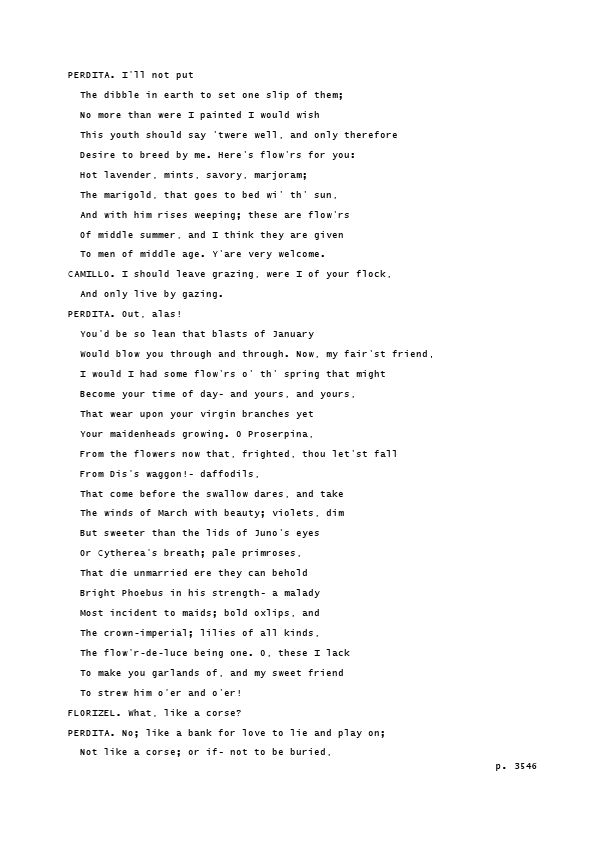 PERDITA. I'll not put
The dibble in earth to set one slip of them;
No more than were I painted I would wish
This youth should say 'twere well, and only therefore
Desire to breed by me. Here's flow'rs for you:
Hot lavender, mints, savory, marjoram;
The marigold, that goes to bed wi' th' sun,
And with him rises weeping; these are flow'rs
Of middle summer, and I think they are given
To men of middle age. Y'are very welcome.
CAMILLO. I should leave grazing, were I of your flock,
And only live by gazing.
PERDITA. Out, alas!
You'd be so lean that blasts of January
Would blow you through and through. Now, my fair'st friend,
I would I had some flow'rs o' th' spring that might
Become your time of day- and yours, and yours,
That wear upon your virgin branches yet
Your maidenheads growing. O Proserpina,
From the flowers now that, frighted, thou let'st fall
From Dis's waggon!- daffodils,
That come before the swallow dares, and take
The winds of March with beauty; violets, dim
But sweeter than the lids of Juno's eyes
Or Cytherea's breath; pale primroses,
That die unmarried ere they can behold
Bright Phoebus in his strength- a malady
Most incident to maids; bold oxlips, and
The crown-imperial; lilies of all kinds,
The flow'r-de-luce being one. O, these I lack
To make you garlands of, and my sweet friend
To strew him o'er and o'er!
FLORIZEL. What, like a corse?
PERDITA. No; like a bank for love to lie and play on;
Not like a corse; or if- not to be buried,
p. 3546